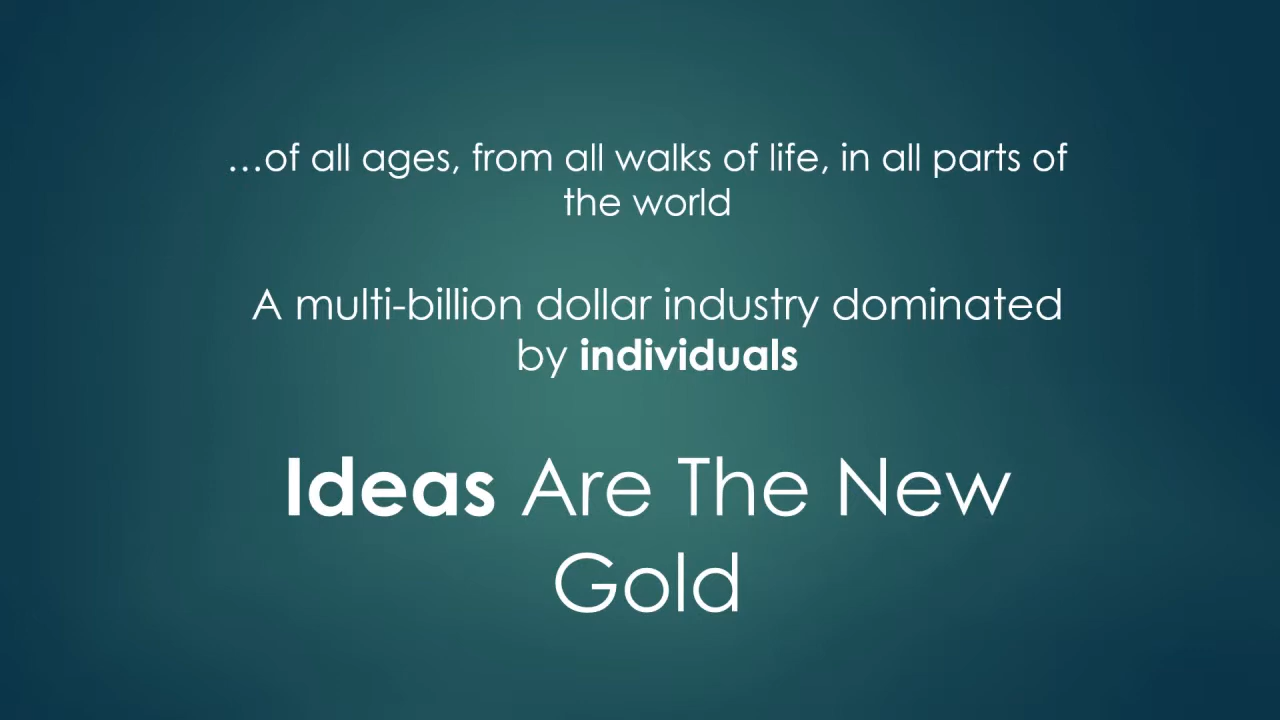 …of all ages, from all walks of life, in all parts of
the world
A multi-billion dollar industry dominated
by individuals
Ideas Are The New
Gold